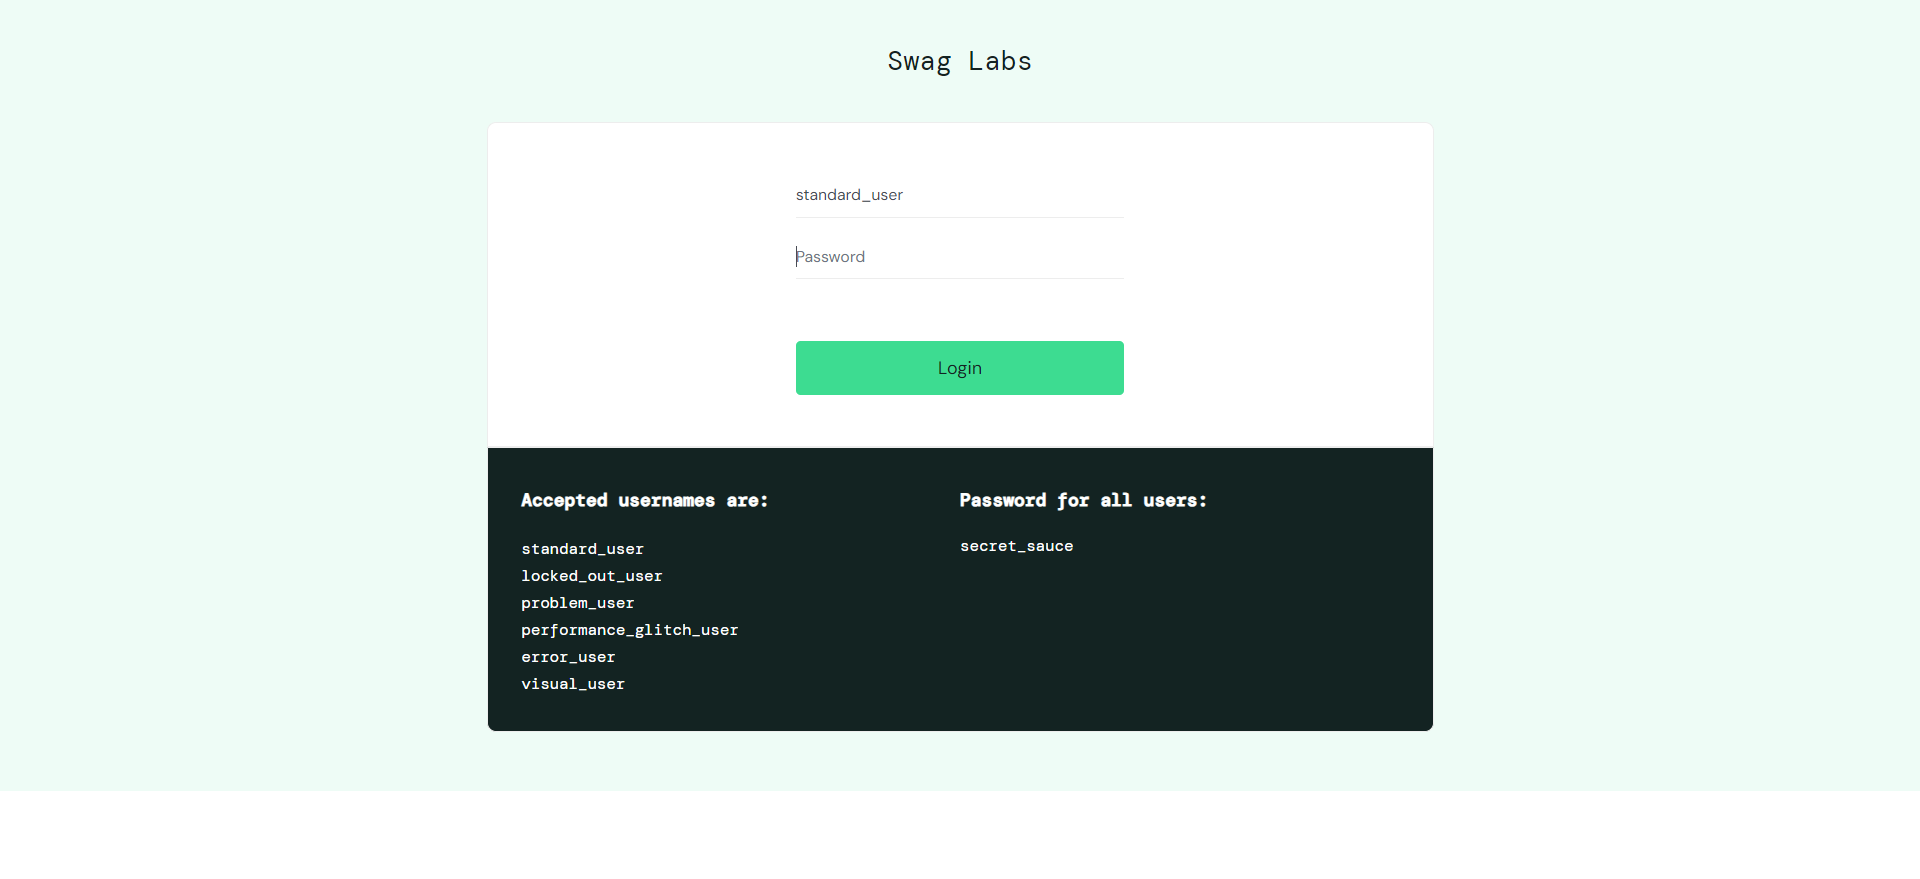 Swag Labs
standard_user
Password
Login
Accepted usernames are:
standard_user
locked_out_user
problem_user
performance_glitch_user
error_user
visual_user
Password for all users:
secret_sauce